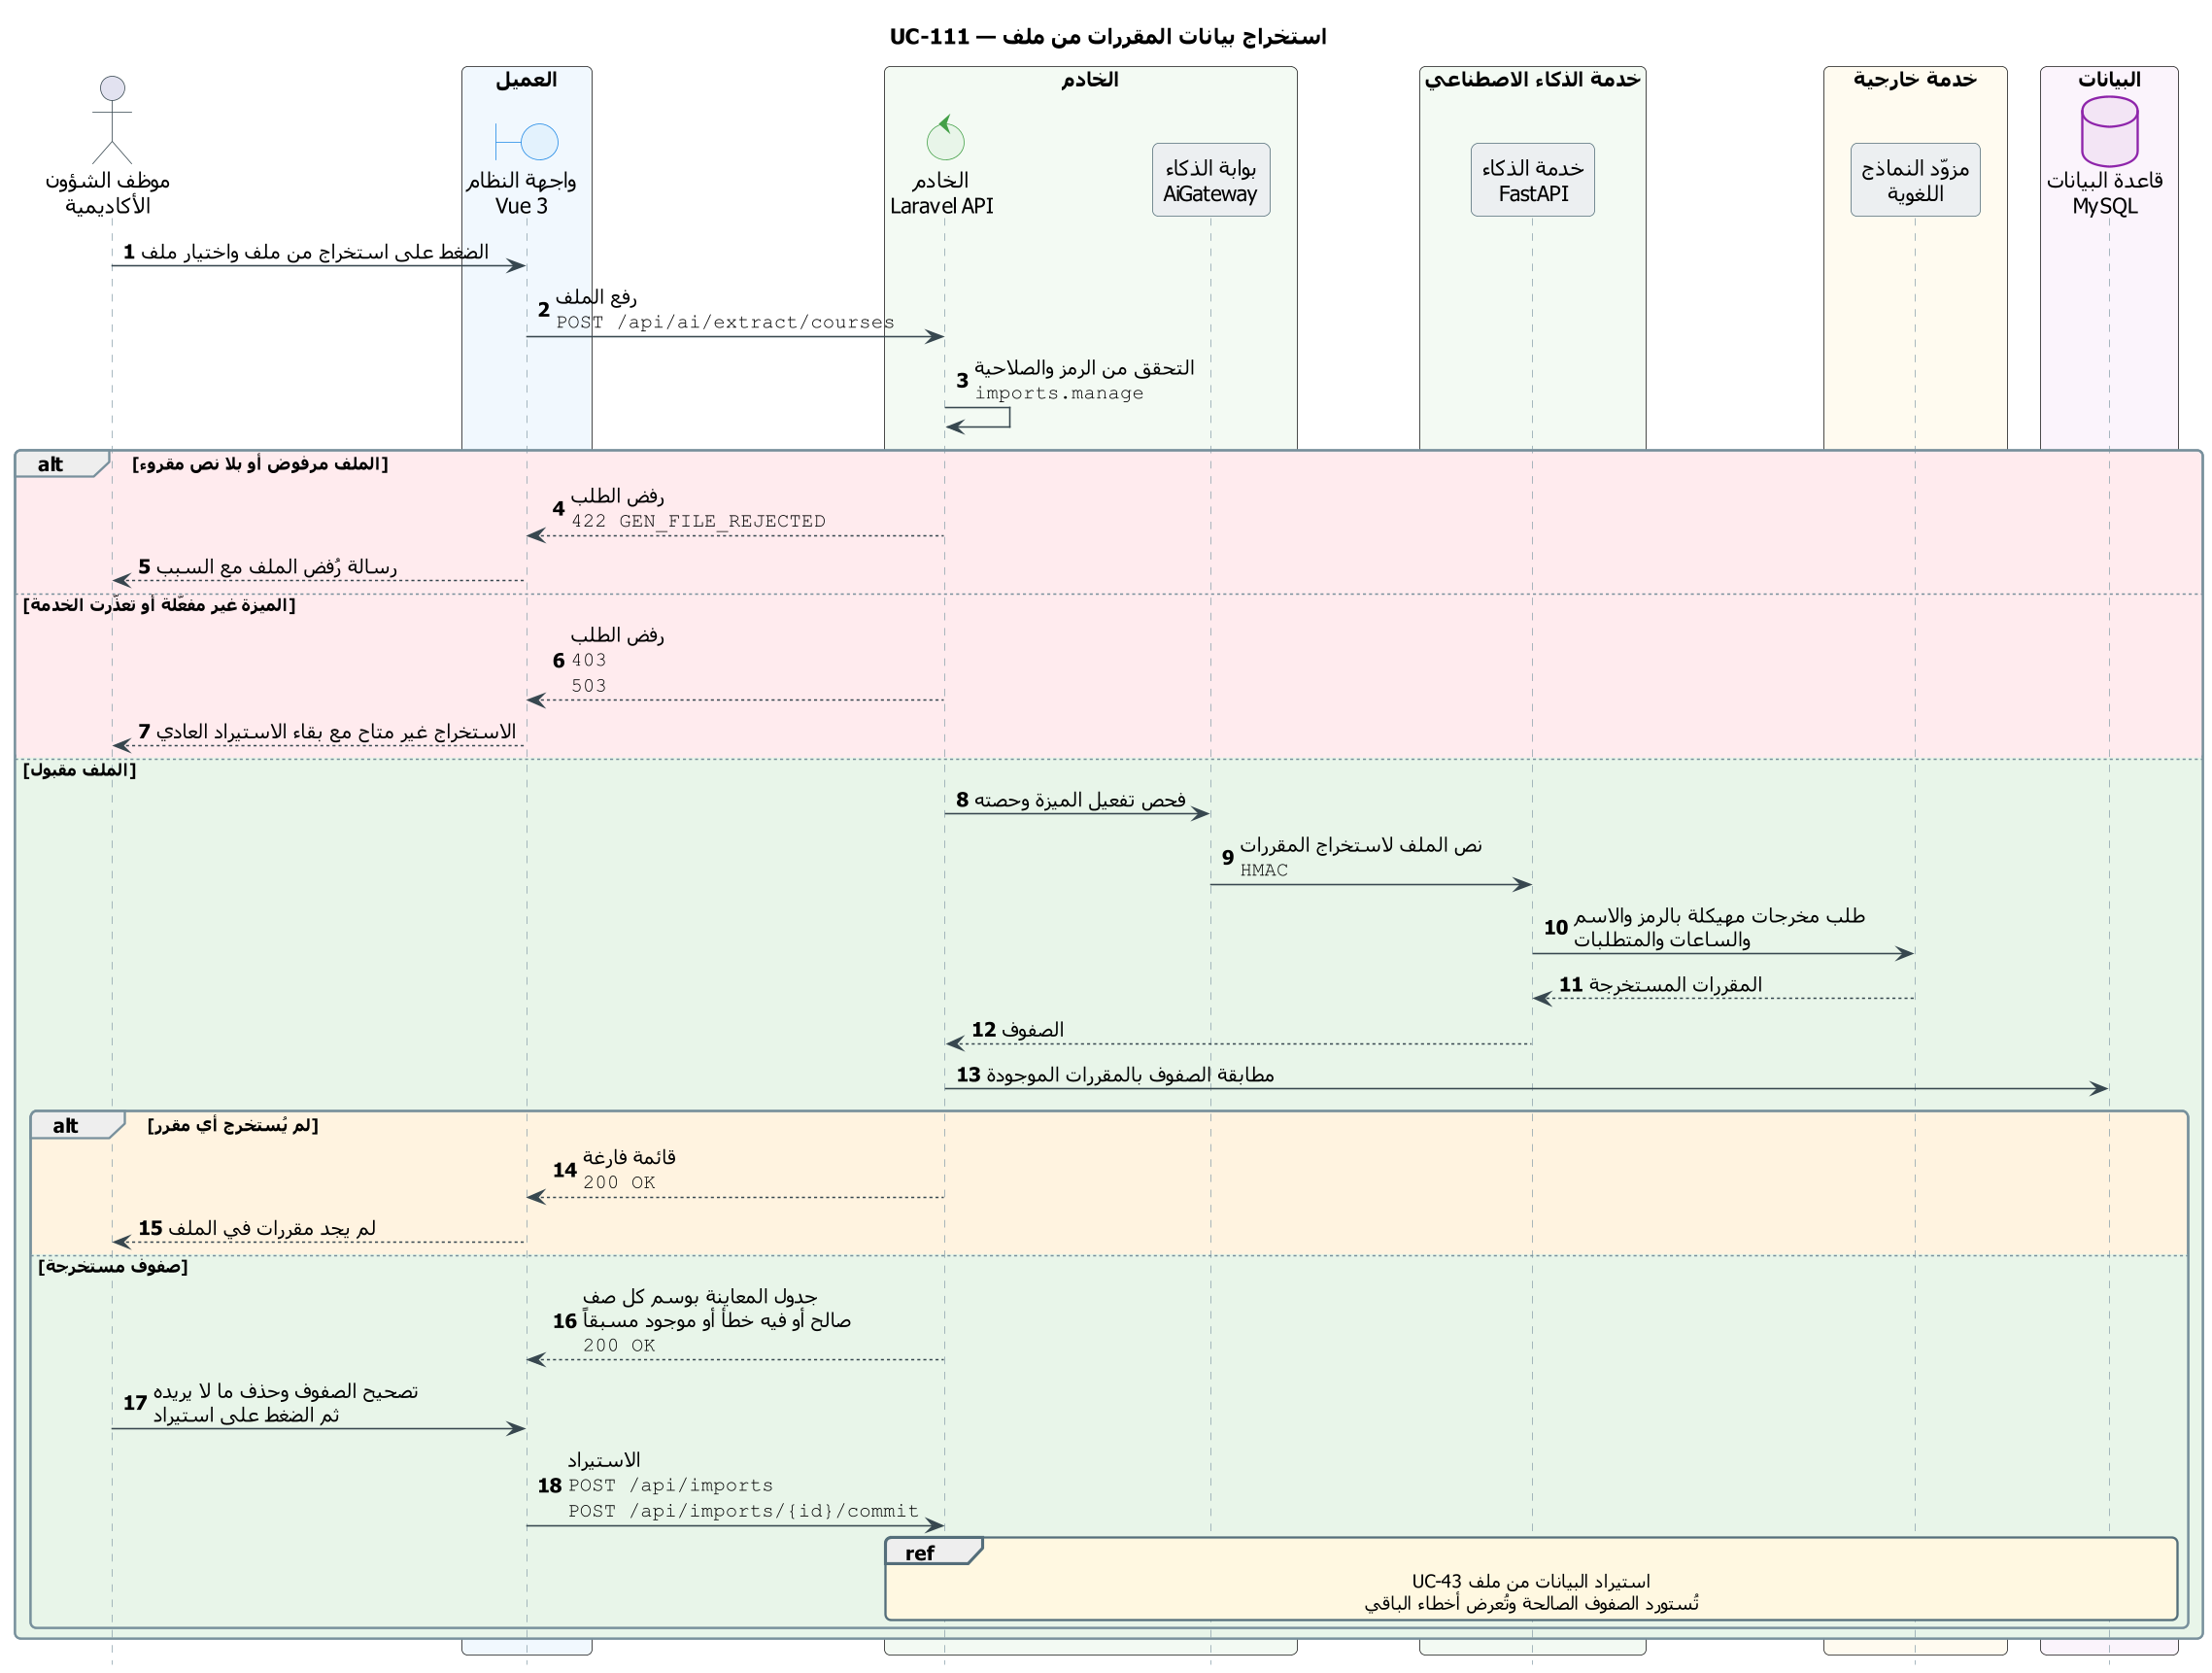 استخراج بيانات المقررات من ملف — UC-111
العميل
الخادم
خدمة الذكاء الاصطناعي
خدمة خارجية
البيانات
موظف الشؤون
الأكاديمية
واجهة النظام
Vue 3
الخادم
Laravel API
بوابة الذكاء
AiGateway
خدمة الذكاء
FastAPI
مزوّد النماذج
اللغوية
قاعدة البيانات
MySQL
1 الضغط على استخراج من ملف واختيار ملف
2 رفع الملف
POST /api/ai/extract/courses
3 التحقق من الرمز والصلاحية
imports.manage
alt [الملف مرفوض أو بلا نص مقروء]
4 رفض الطلب
422 GEN_FILE_REJECTED
5 رسالة رُفض الملف مع السبب
[الميزة غير مفعّلة أو تعذّرت الخدمة]
6 رفض الطلب
403
503
7 الاستخراج غير متاح مع بقاء الاستيراد العادي
[الملف مقبول]
8 فحص تفعيل الميزة وحصته
9 نص الملف لاستخراج المقررات
HMAC
10 طلب مخرجات مهيكلة بالرمز والاسم
والساعات والمتطلبات
11 المقررات المستخرجة
12 الصفوف
13 مطابقة الصفوف بالمقررات الموجودة
alt [لم يُستخرج أي مقرر]
14 قائمة فارغة
200 OK
15 لم يجد مقررات في الملف
[صفوف مستخرجة]
16 جدول المعاينة بوسم كل صف
صالح أو فيه خطأ أو موجود مسبقاً
200 OK
17 تصحيح الصفوف وحذف ما لا يريده
ثم الضغط على استيراد
18 الاستيراد
POST /api/imports
POST /api/imports/{id}/commit
ref
استيراد البيانات من ملف UC-43
تُستورد الصفوف الصالحة وتُعرض أخطاء الباقي